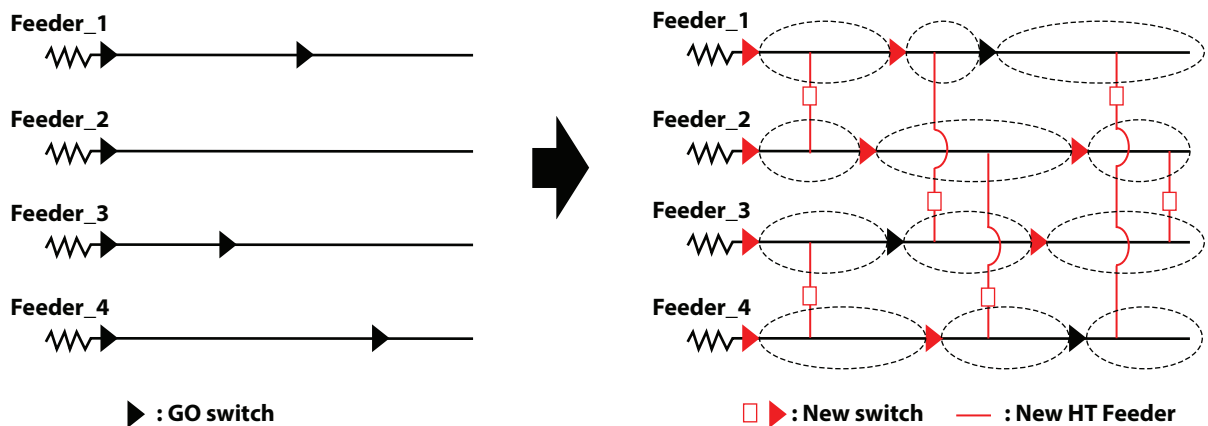 Feeder_1
Feeder_2
Feeder_3
Feeder_4
: GO switch
Feeder_1
Feeder_2
Feeder_3
Feeder_4
: New switch
: New HT Feeder